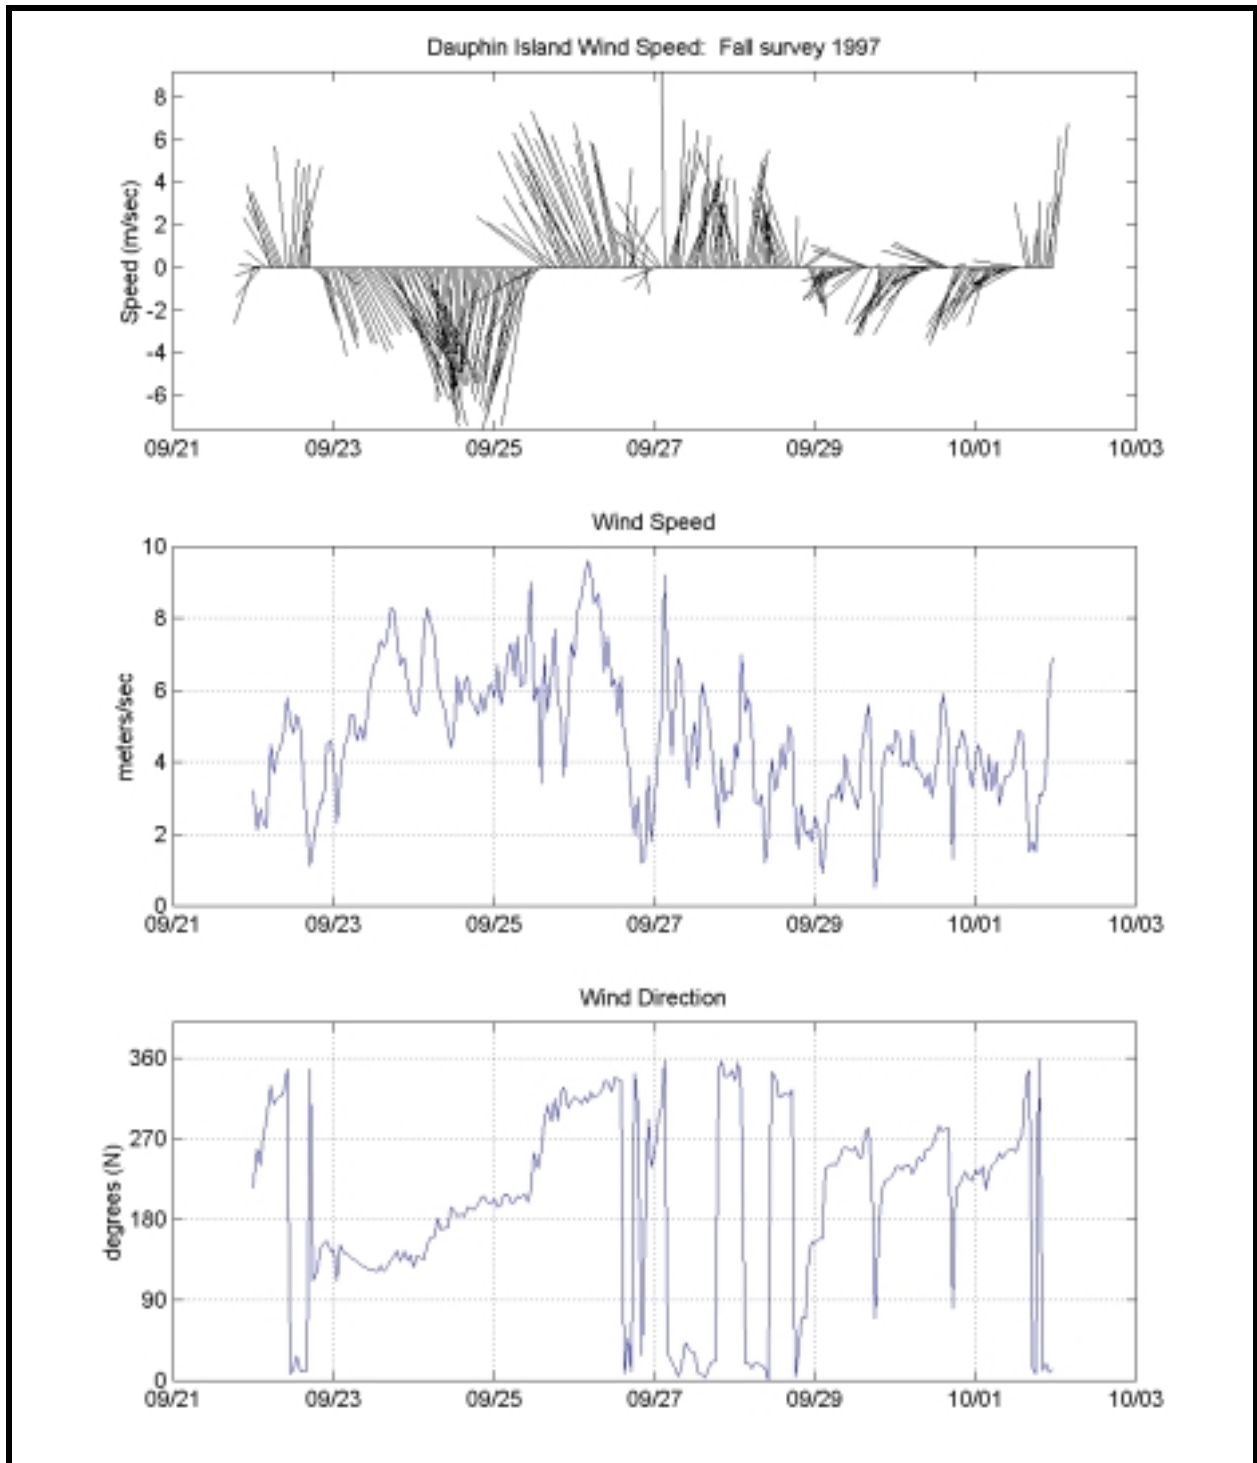 Dauphin Island Wind Speed: Fall survey 1997
Speed (m/sec)
8
6
4
2
0
-2
-4
-6
09/21 09/23 09/25 09/27 09/29 10/01 10/03
Wind Speed
meters/sec
10
8
6
4
2
0
09/21 09/23 09/25 09/27 09/29 10/01 10/03
Wind Direction
degrees (N)
360
270
180
90
0
09/21 09/23 09/25 09/27 09/29 10/01 10/03